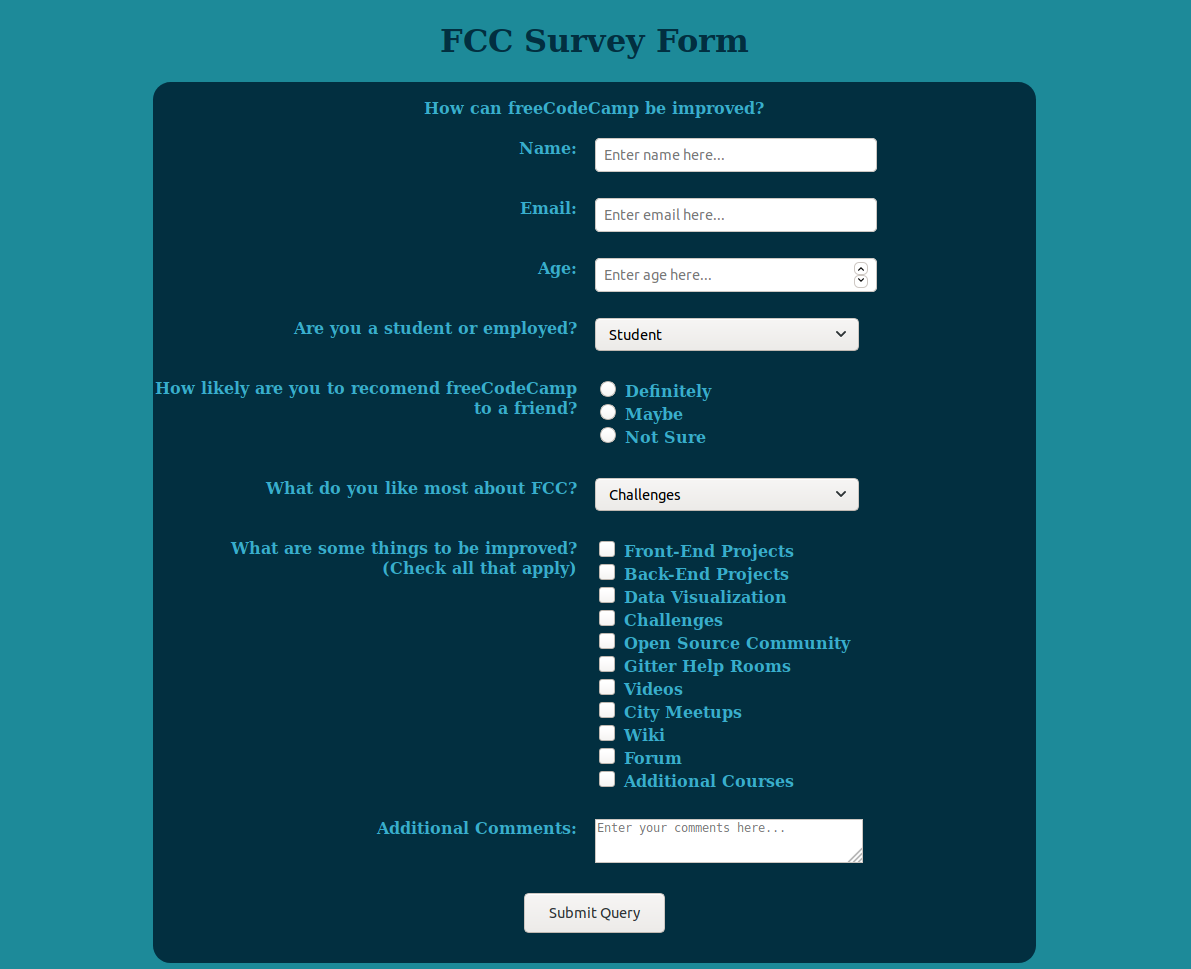 FCC Survey Form
How can freeCodeCamp be improved?
Name:
Enter name here...
Email:
Enter email here...
Age:
Enter age here...
Are you a student or employed?
Student
How likely are you to recomend freeCodeCamp
to a friend?
Definitely
Maybe
Not Sure
What do you like most about FCC?
Challenges
What are some things to be improved?
(Check all that apply)
Front-End Projects
Back-End Projects
Data Visualization
Challenges
Open Source Community
Gitter Help Rooms
Videos
City Meetups
Wiki
Forum
Additional Courses
Additional Comments:
Enter your comments here...
Submit Query